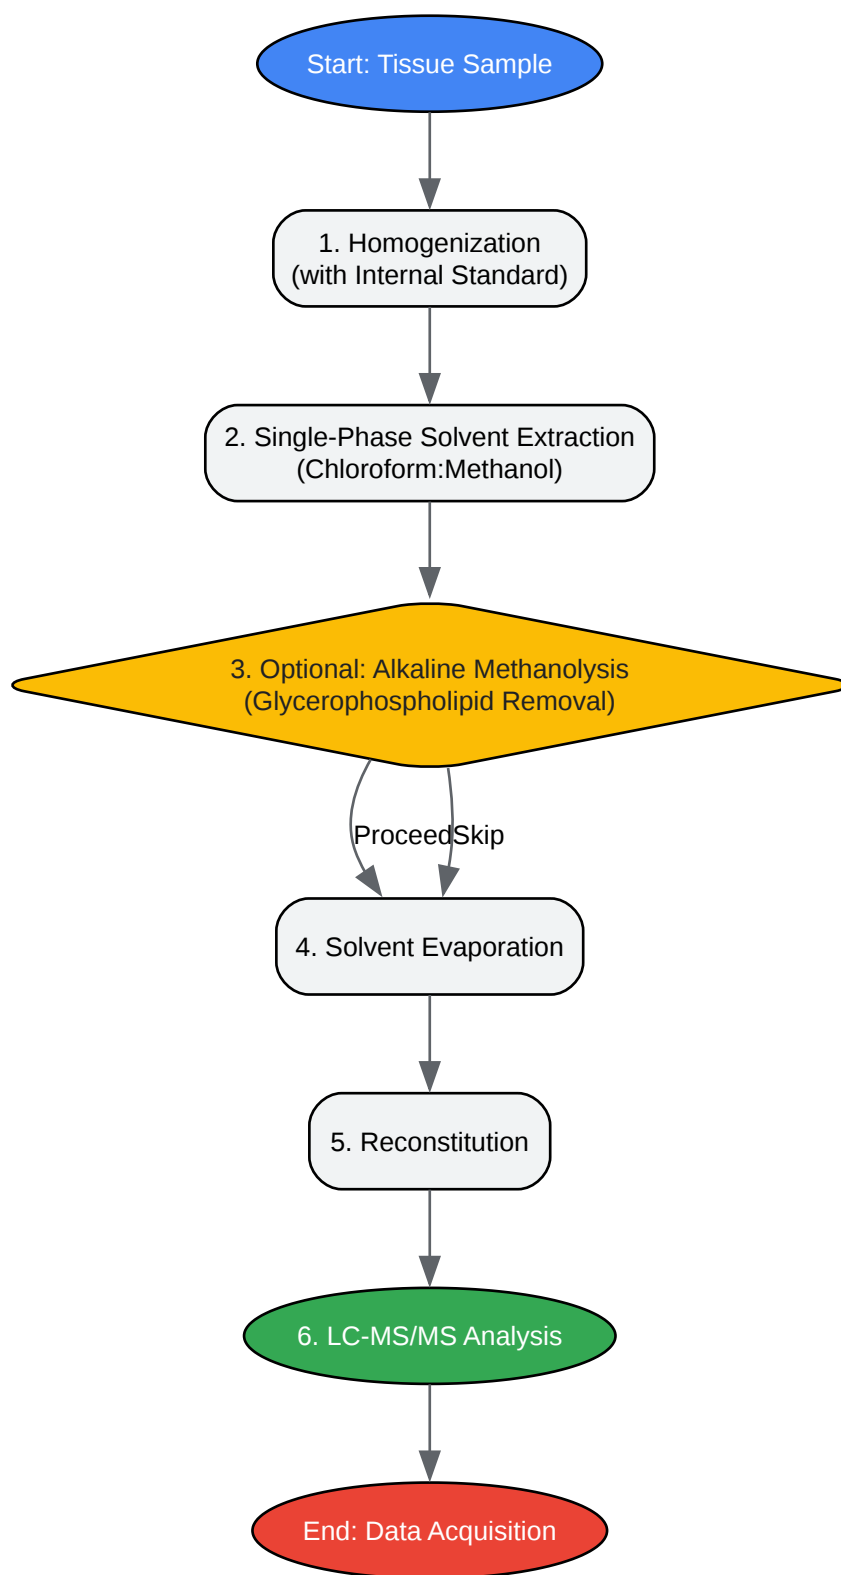 Start: Tissue Sample
1. Homogenization
(with Internal Standard)
2. Single-Phase Solvent Extraction
(Chloroform:Methanol)
3. Optional: Alkaline Methanolysis
(Glycerophospholipid Removal)
Proceed
Skip
4. Solvent Evaporation
5. Reconstitution
6. LC-MS/MS Analysis
End: Data Acquisition